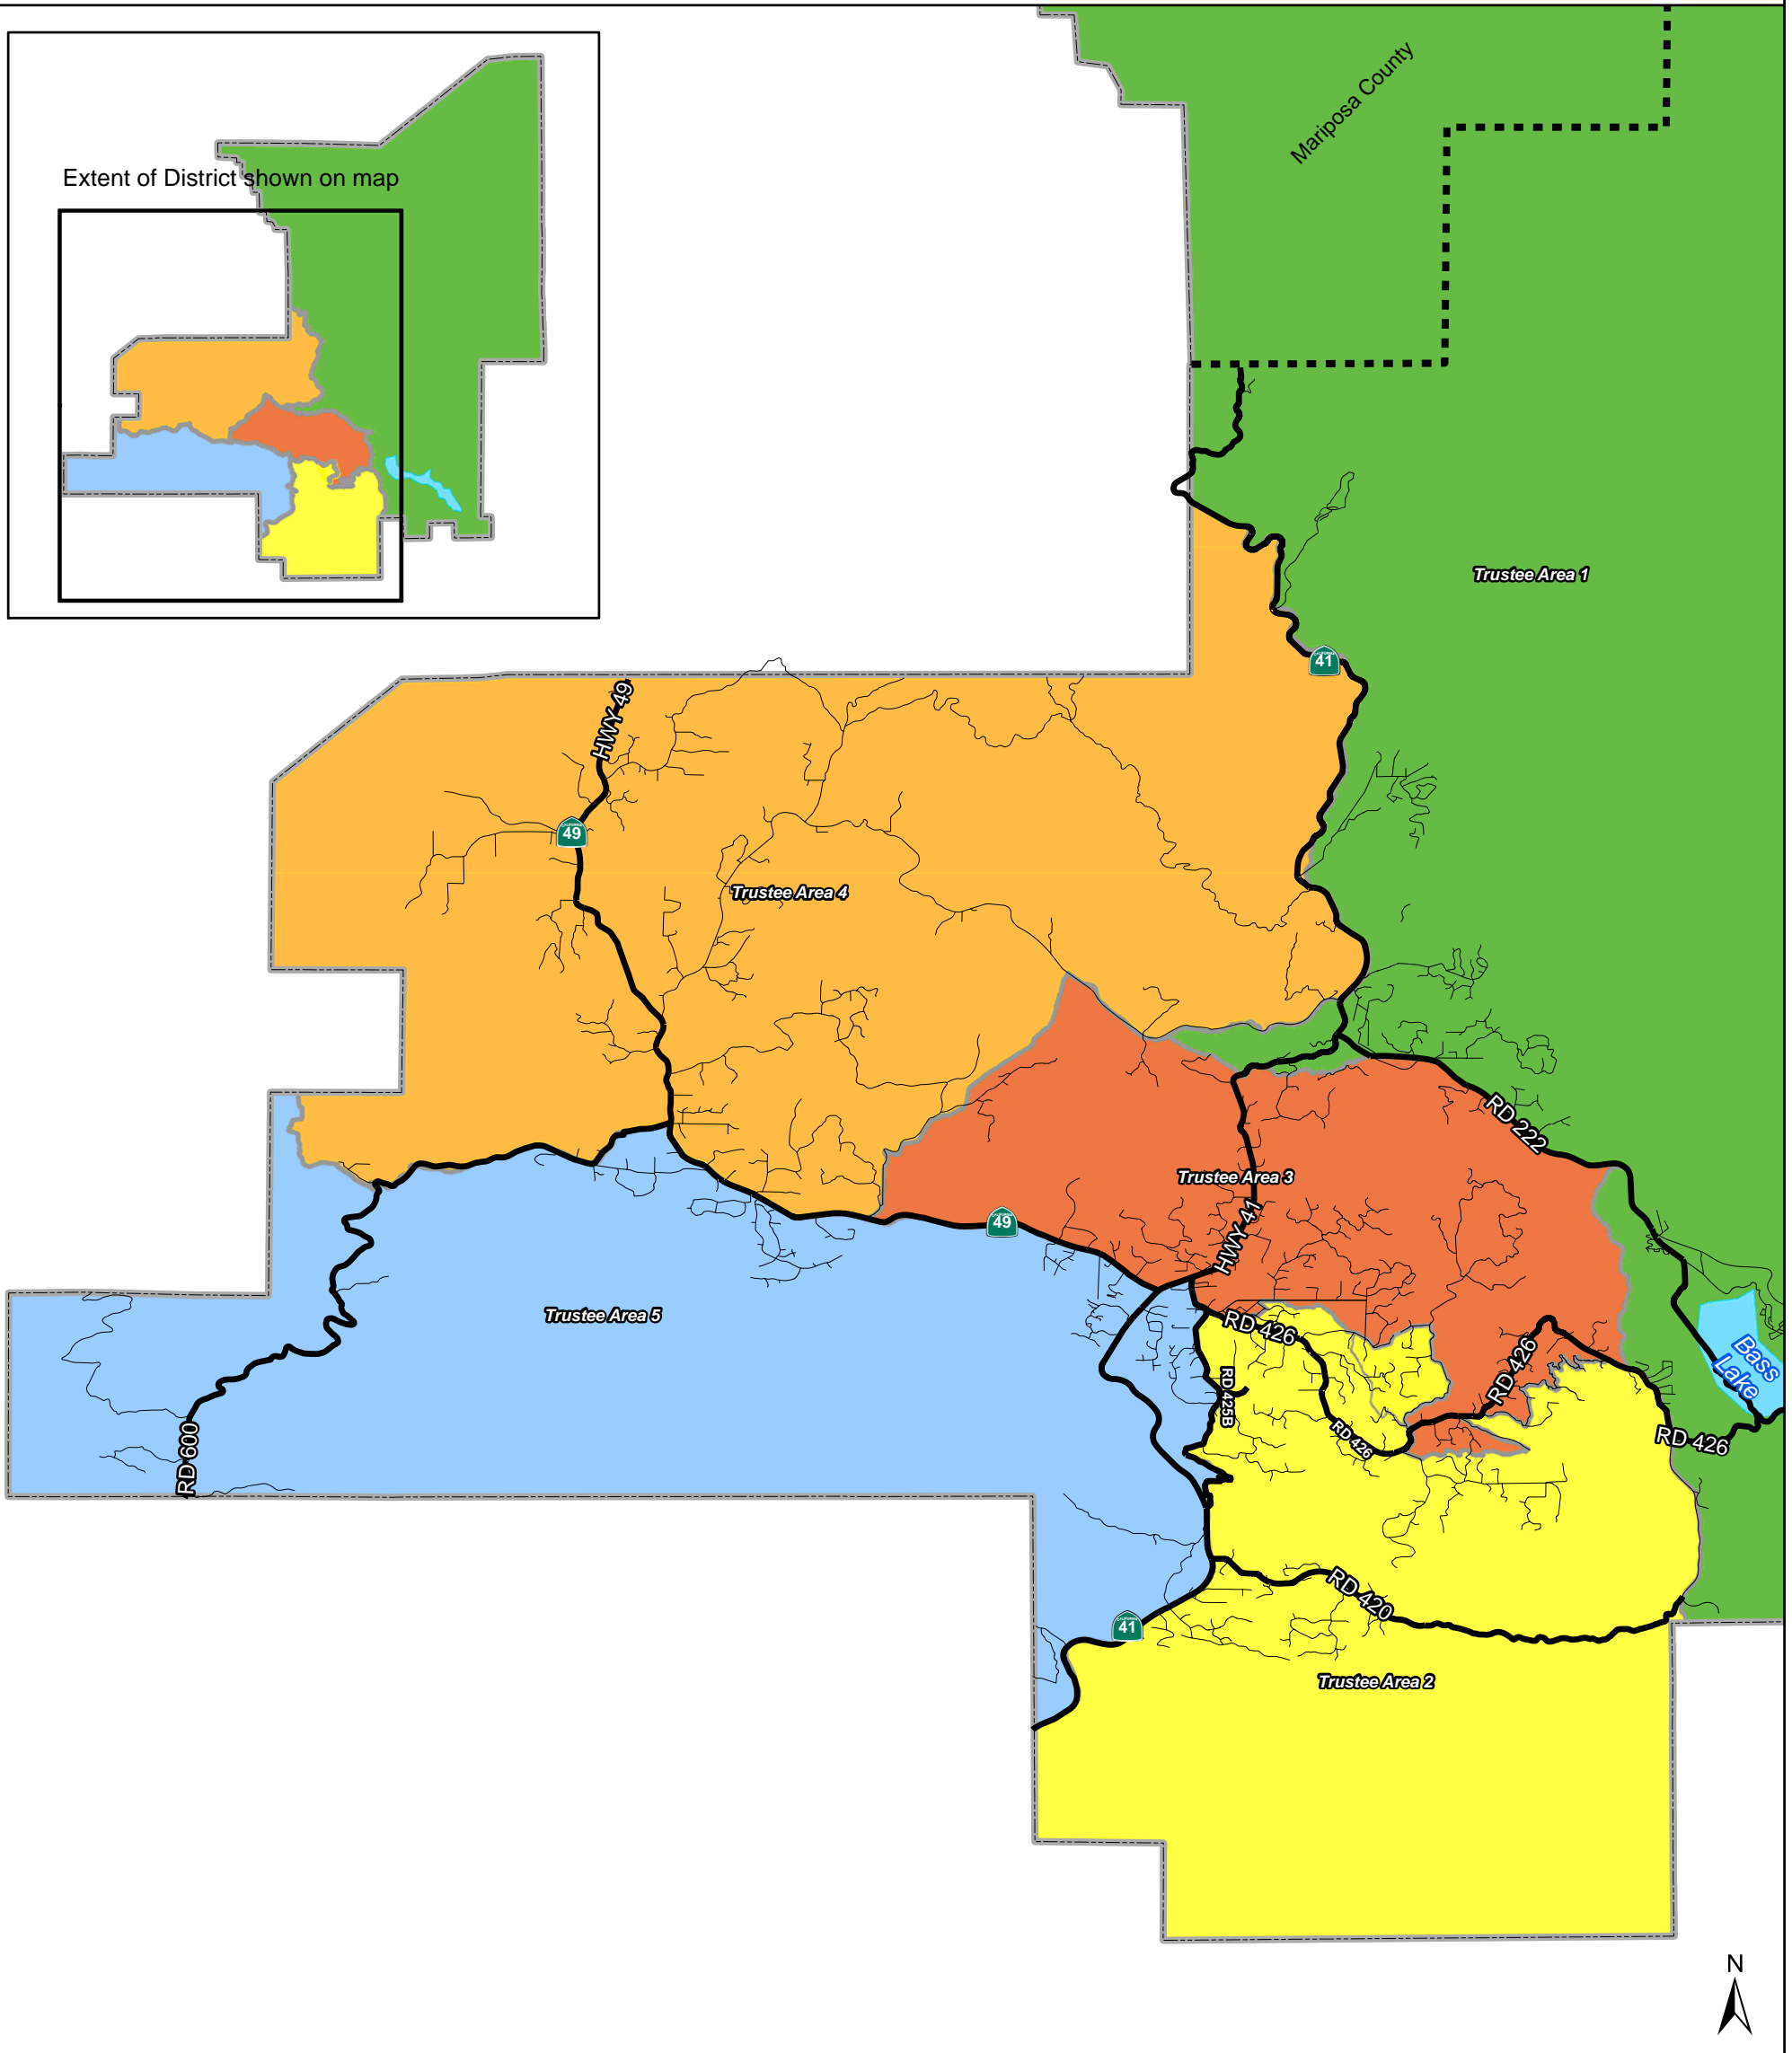 Mariposa County
Extent of District shown on map
Trustee Area 1
41
HWY 49
49
Trustee Area 4
RD 222
Trustee Area 3
49
HWY 41
Trustee Area 5
RD 426
Bass
Lake
RD 426
RD 425B
RD 426
RD 426
RD 600
RD 420
41
Trustee Area 2
N